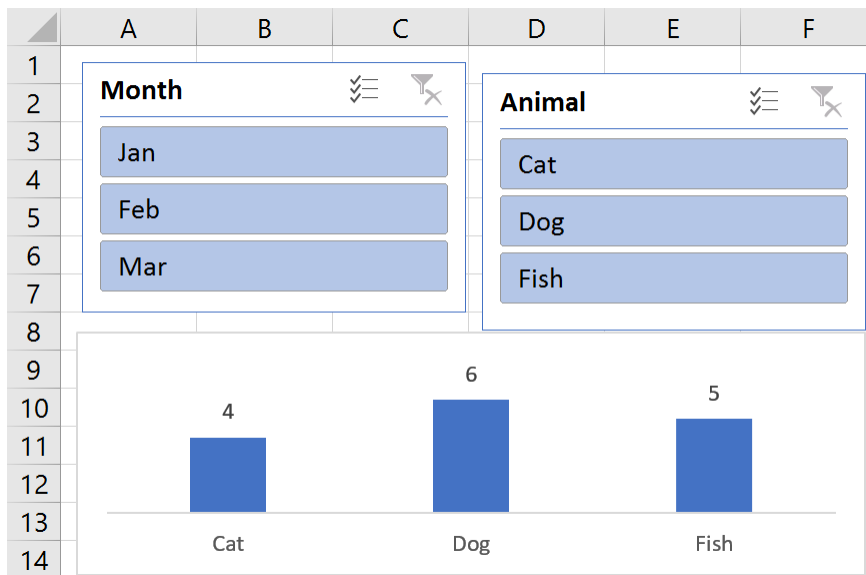 A B C D E F
1
2
3
4
5
6
7
8
9
10
11
12
13
14
Month
Jan
Feb
Mar
Animal
Cat
Dog
Fish
4 6 5
Cat Dog Fish